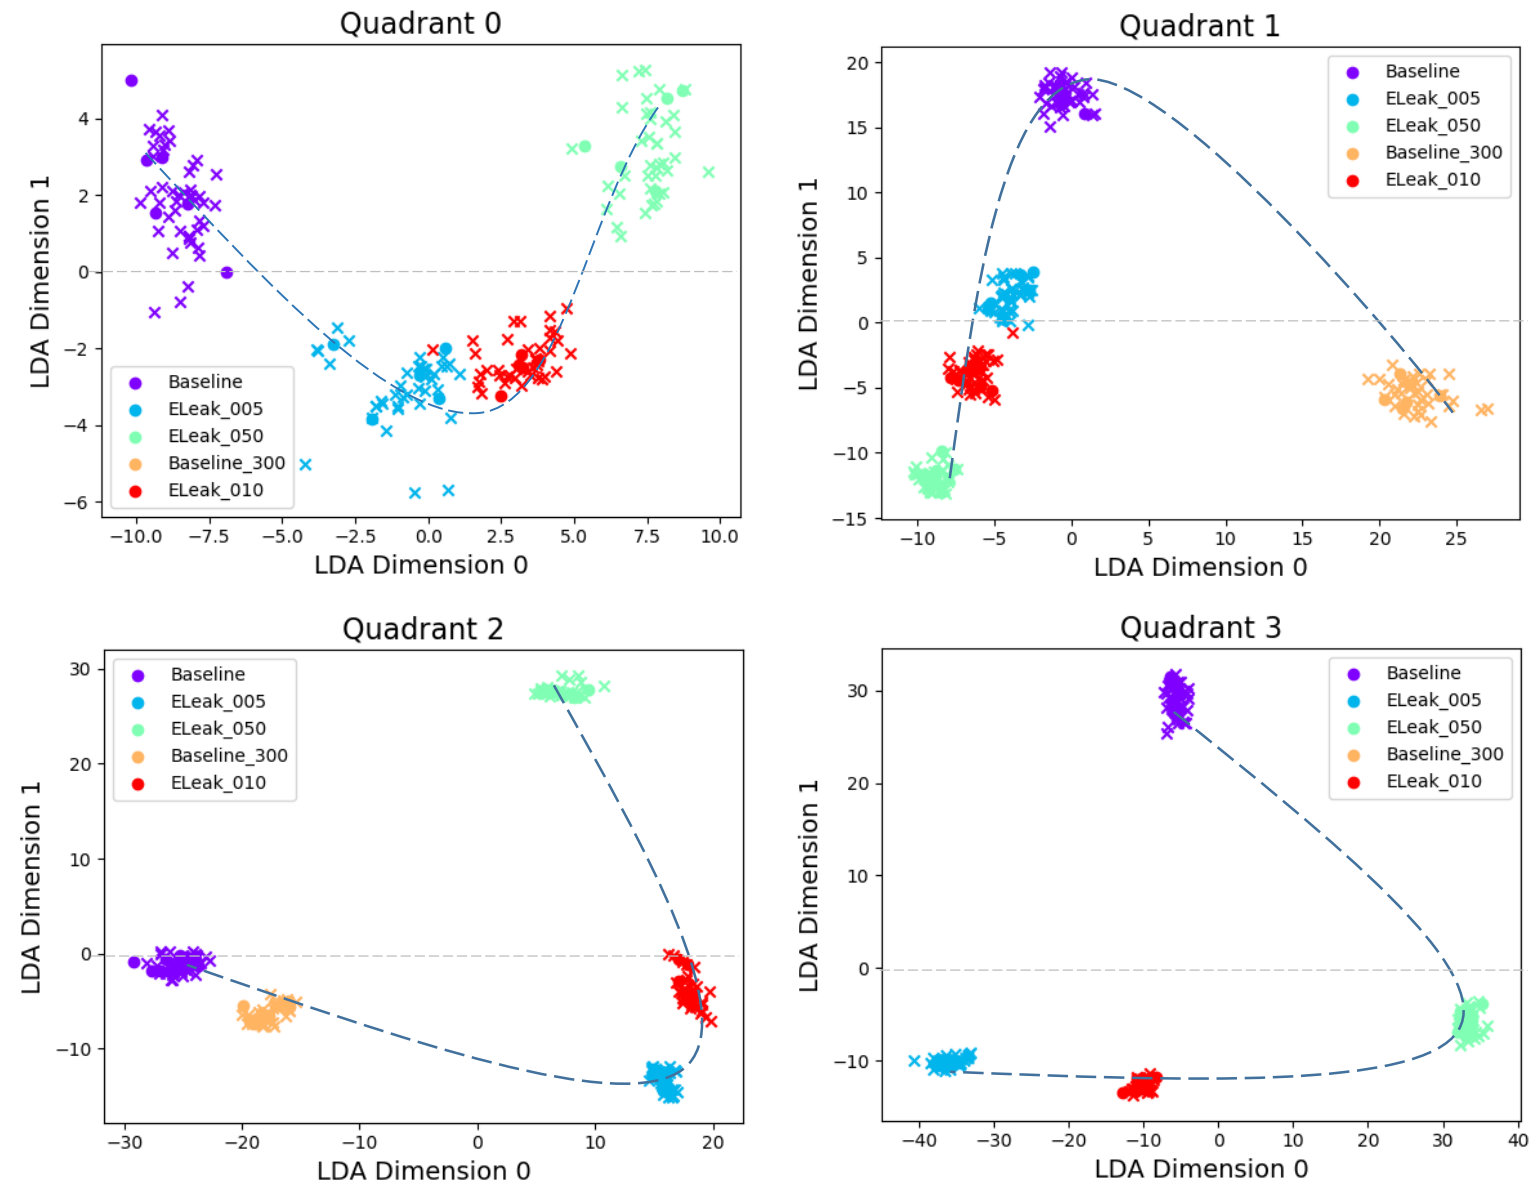 Quadrant 0
LDA Dimension 1
4
2
0
−2
−4
−6
Baseline
ELeak_005
ELeak_050
Baseline_300
ELeak_010
−10.0 −7.5 −5.0 −2.5 0.0 2.5 5.0 7.5 10.0
LDA Dimension 0
Quadrant 1
LDA Dimension 1
20
15
10
5
0
−5
−10
−15
Baseline
ELeak_005
ELeak_050
Baseline_300
ELeak_010
−10 −5 0 5 10 15 20 25
LDA Dimension 0
Quadrant 2
LDA Dimension 1
30
20
10
0
−10
Baseline
ELeak_005
ELeak_050
Baseline_300
ELeak_010
−30 −20 −10 0 10 20
LDA Dimension 0
Quadrant 3
LDA Dimension 1
30
20
10
0
−10
Baseline
ELeak_005
ELeak_050
Baseline_300
ELeak_010
−40 −30 −20 −10 0 10 20 30 40
LDA Dimension 0